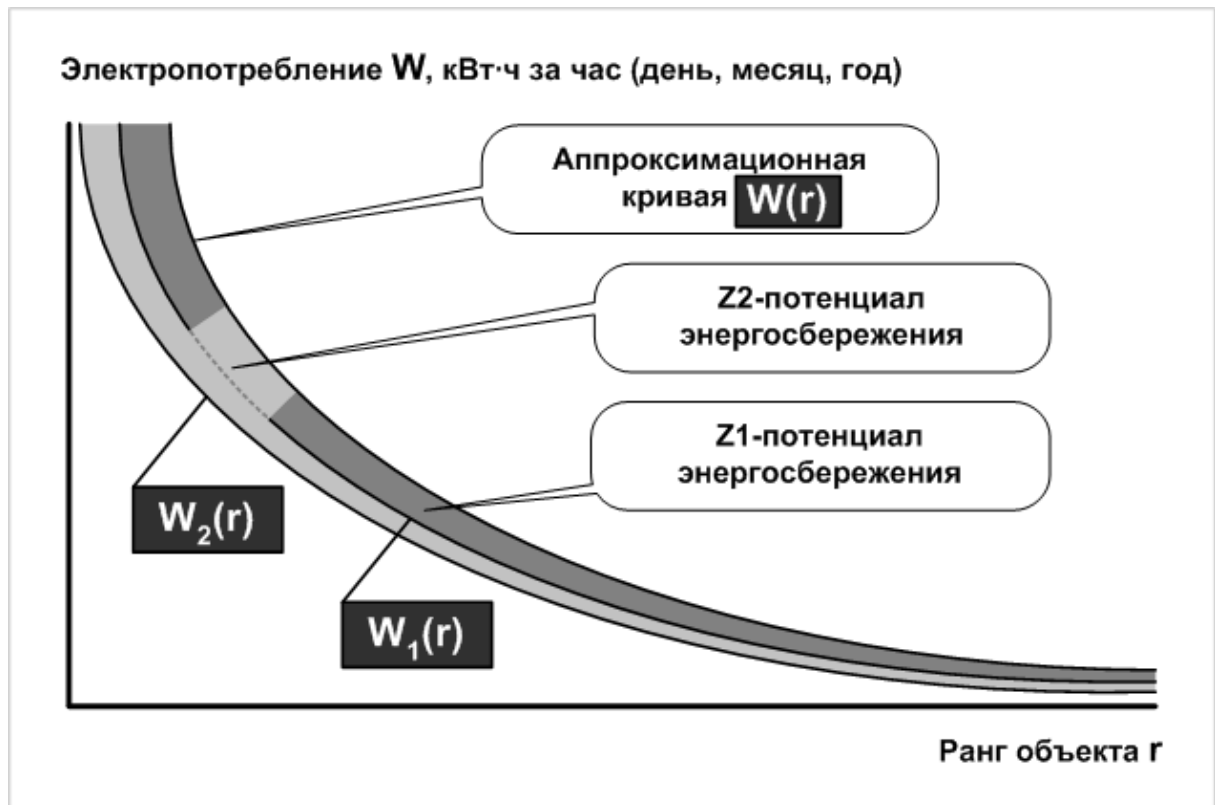 Электропотребление W, кВт·ч за час (день, месяц, год)
Аппроксимационная
кривая W(r)
Z2-потенциал
энергосбережения
Z1-потенциал
энергосбережения
W₂(r)
W₁(r)
Ранг объекта r